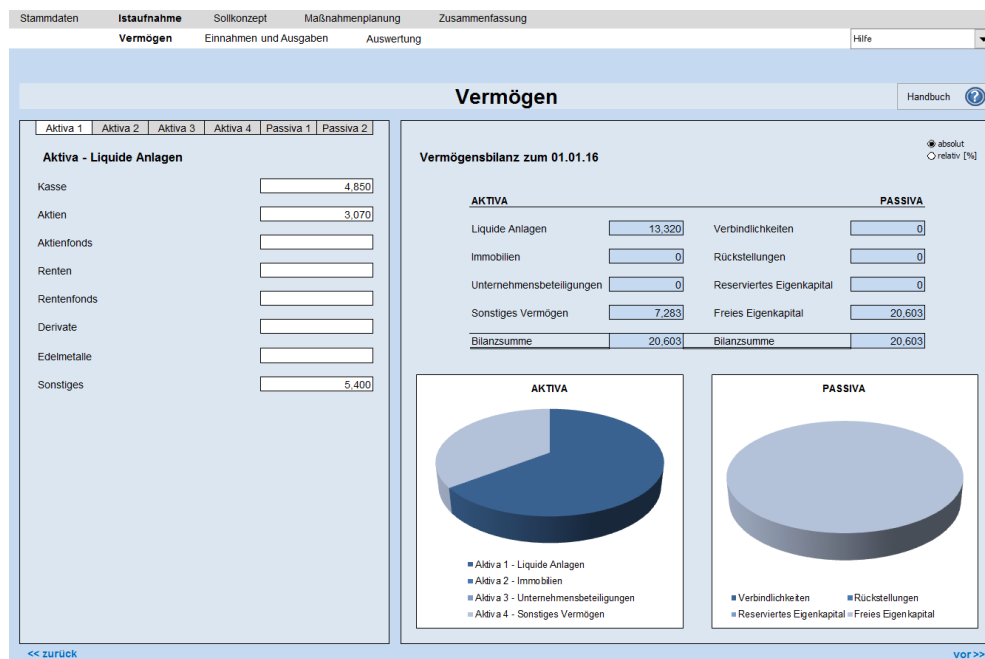 Stammdaten Istaufnahme Sollkonzept Maßnahmenplanung Zusammenfassung
Vermögen Einnahmen und Ausgaben Auswertung Hilfe
Vermögen
Handbuch ?
Aktiva 1 Aktiva 2 Aktiva 3 Aktiva 4 Passiva 1 Passiva 2
Aktiva - Liquide Anlagen
Kasse 4,850
Aktien 3,070
Aktienfonds
Renten
Rentenfonds
Derivate
Edelmetalle
Sonstiges 5,400
absolut
relativ [%]
Vermögensbilanz zum 01.01.16
AKTIVA PASSIVA
Liquide Anlagen 13,320 Verbindlichkeiten 0
Immobilien 0 Rückstellungen 0
Unternehmensbeteiligungen 0 Reserviertes Eigenkapital 0
Sonstiges Vermögen 7,283 Freies Eigenkapital 20,603
Bilanzsumme 20,603 Bilanzsumme 20,603
AKTIVA
Aktiva 1 - Liquide Anlagen
Aktiva 2 - Immobilien
Aktiva 3 - Unternehmensbeteiligungen
Aktiva 4 - Sonstiges Vermögen
PASSIVA
Verbindlichkeiten Rückstellungen
Reserviertes Eigenkapital Freies Eigenkapital
<< zurück vor >>